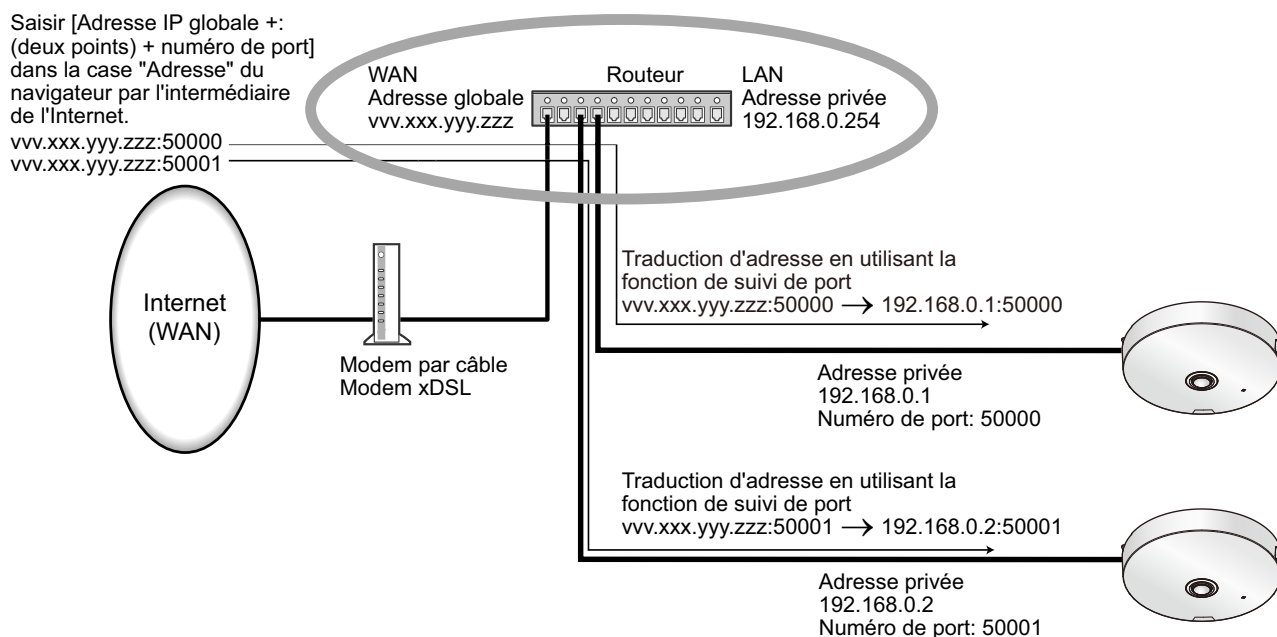 Saisir [Adresse IP globale +:
(deux points) + numéro de port]
dans la case "Adresse" du
navigateur par l'intermédiaire
de l'Internet.
vvv.xxx.yyy.zzz:50000
vvv.xxx.yyy.zzz:50001
WAN
Adresse globale
vvv.xxx.yyy.zzz
Routeur
LAN
Adresse privée
192.168.0.254
Internet
(WAN)
Modem par câble
Modem xDSL
Traduction d'adresse en utilisant la
fonction de suivi de port
vvv.xxx.yyy.zzz:50000 → 192.168.0.1:50000
Adresse privée
192.168.0.1
Numéro de port: 50000
Traduction d'adresse en utilisant la
fonction de suivi de port
vvv.xxx.yyy.zzz:50001 → 192.168.0.2:50001
Adresse privée
192.168.0.2
Numéro de port: 50001